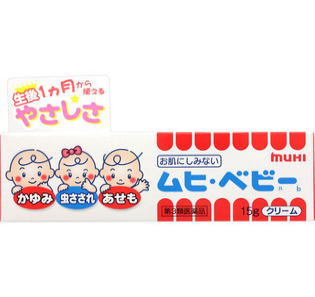 生後1カ月から
使える
やさしさ
かゆみ
虫さされ
あせも
お肌にしみない
muHI
ムヒ・ベビー
n b
第3類医薬品
15g クリーム